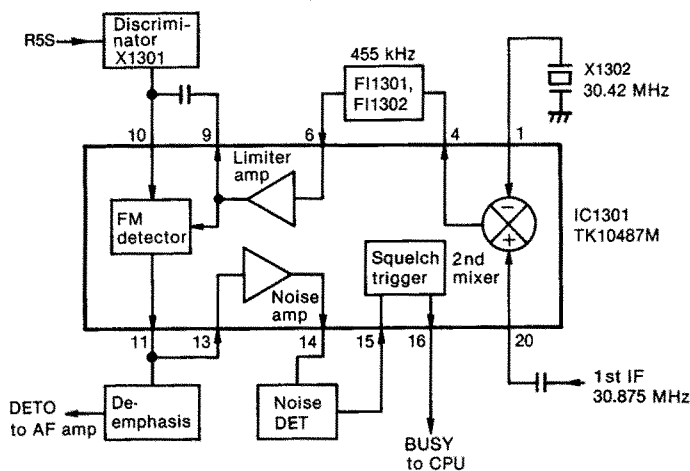 Discrimi-
nator
X1301
R5S
455 kHz
FI1301,
FI1302
X1302
30.42 MHz
10
9
6
4
1
Limiter
amp
FM
detector
IC1301
TK10487M
Squelch
trigger
2nd
mixer
Noise
amp
11
13
14
15
16
20
1st IF
30.875 MHz
DETO
to AF amp
De-
emphasis
Noise
DET
BUSY
to CPU